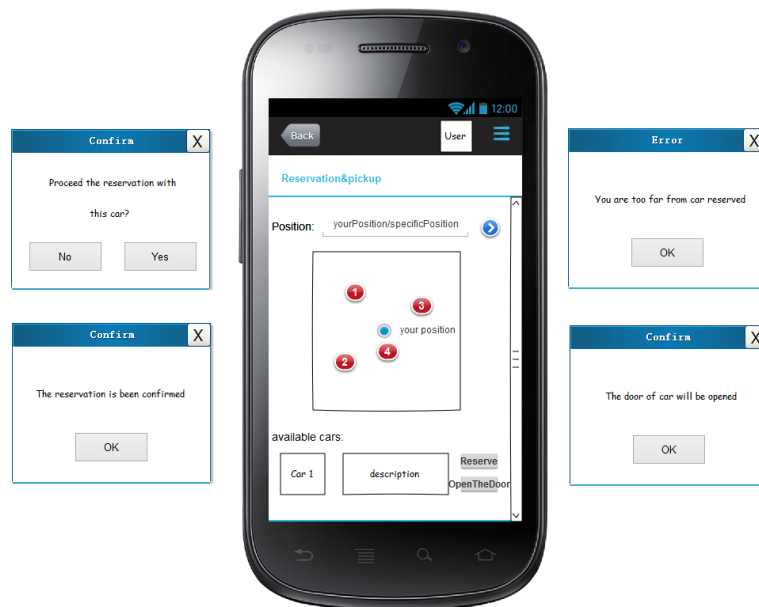 Confirm X
Proceed the reservation with
this car?
No Yes
Confirm X
The reservation is been confirmed
OK
12:00
Back User
Reservation&pickup
Position: yourPosition/specificPosition
1
3
your position
4
2
available cars:
Car 1 description Reserve
OpenTheDoor
Error X
You are too far from car reserved
OK
Confirm X
The door of car will be opened
OK